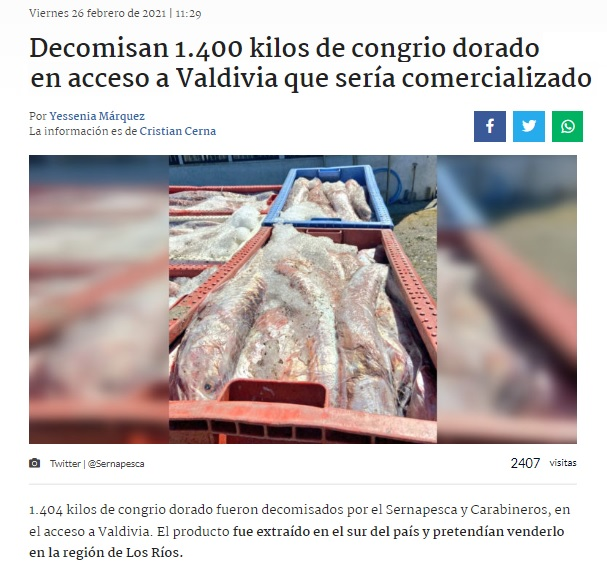 Viernes 26 febrero de 2021 | 11:29
Decomisan 1.400 kilos de congrio dorado
en acceso a Valdivia que sería comercializado
Por Yessenia Márquez
La información es de Cristian Cerna
Twitter | @Sernapesca
2407 visitas
1.404 kilos de congrio dorado fueron decomisados por el Sernapesca y Carabineros, en
el acceso a Valdivia. El producto fue extraído en el sur del país y pretendían venderlo
en la región de Los Ríos.